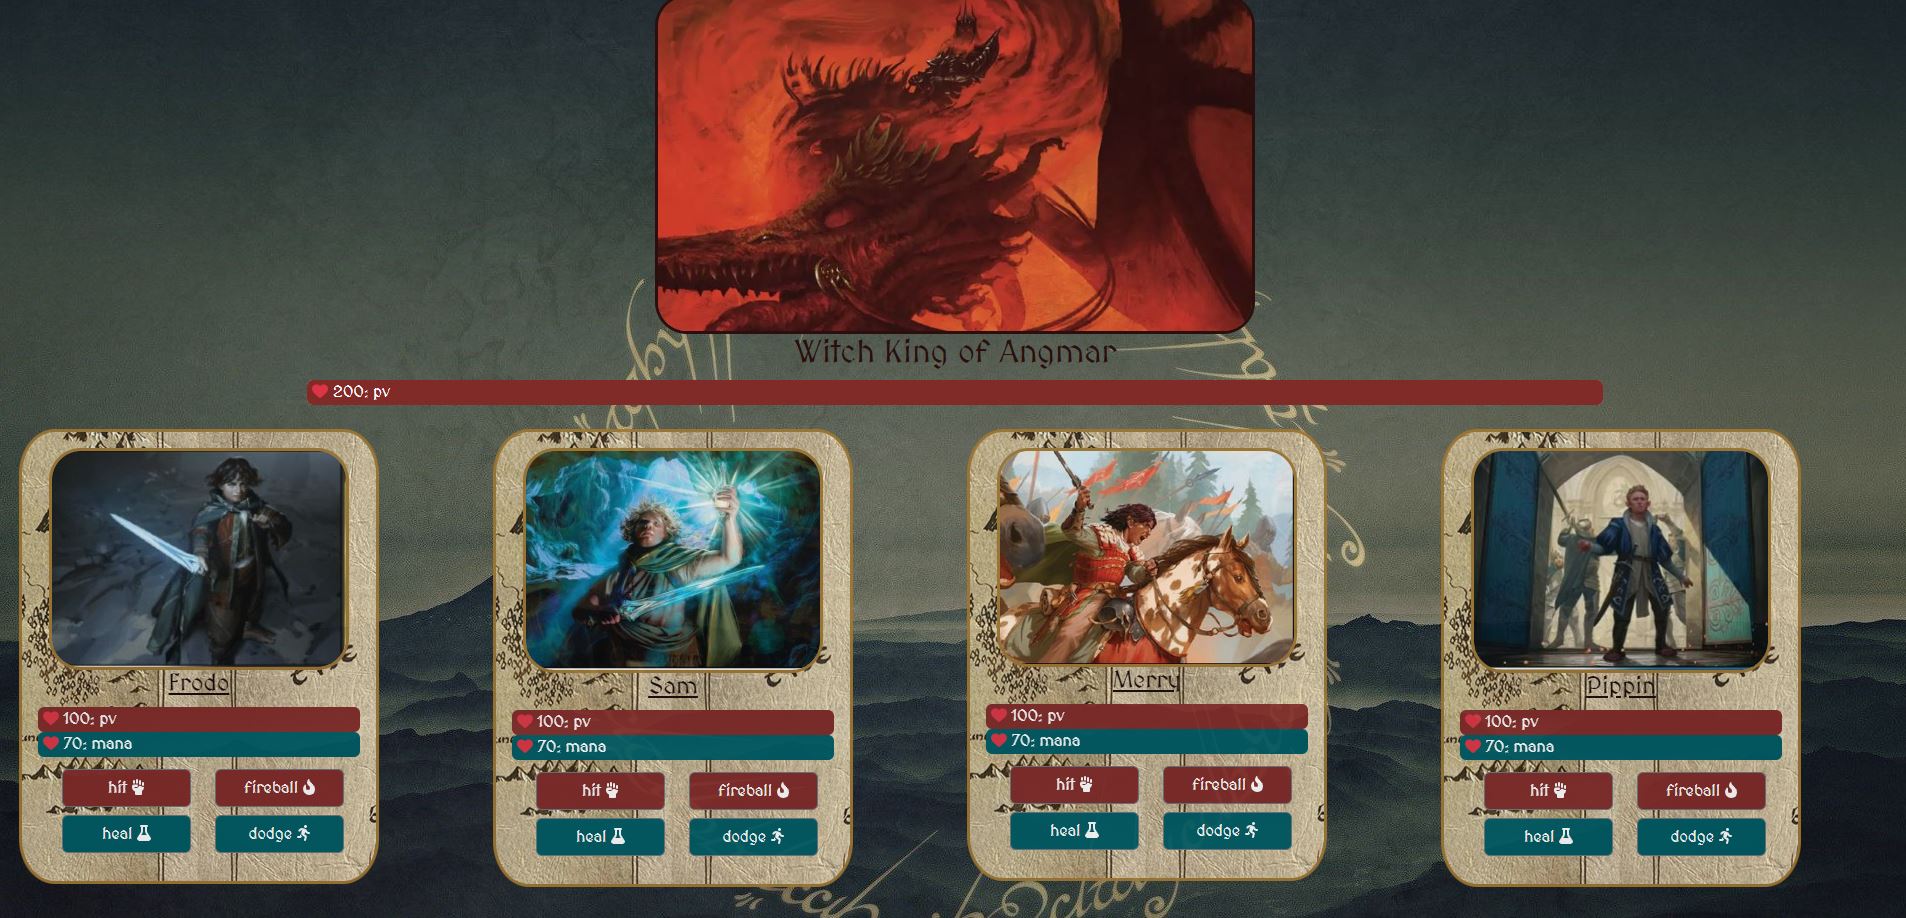 Witch King of Angmar
200: pv
Frodo
100: pv
70: mana
hit
fireball
heal
dodge
Sam
100: pv
70: mana
hit
fireball
heal
dodge
Merry
100: pv
70: mana
hit
fireball
heal
dodge
Pippin
100: pv
70: mana
hit
fireball
heal
dodge